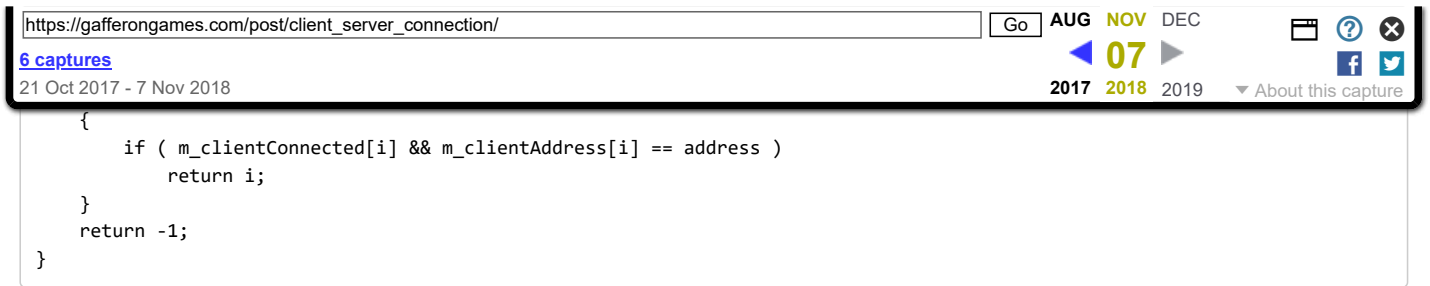 https://gafferongames.com/post/client_server_connection/ Go AUG NOV DEC
6 captures 07
21 Oct 2017 - 7 Nov 2018 2017 2018 2019 About this capture
{
if ( m_clientConnected[i] && m_clientAddress[i] == address )
return i;
}
return -1;
}